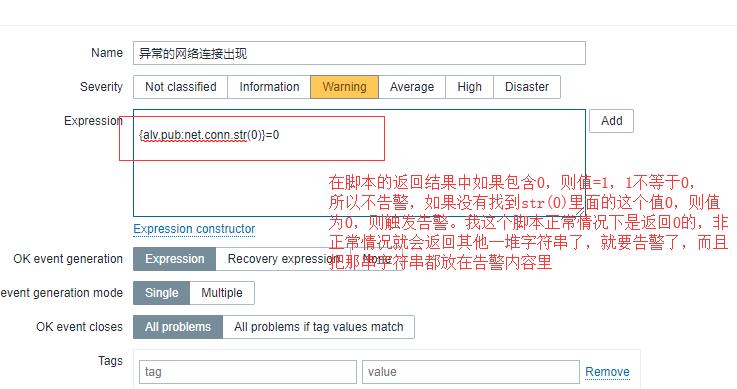 Name
异常的网络连接出现
Severity
Not classified Information Warning Average High Disaster
Expression
{alv.pub:net.conn.str(0)}=0
Add
在脚本的返回结果中如果包含0，则值=1，1不等于0，
所以不告警，如果没有找到str(0)里面的这个值0，则值
为0，则触发告警。我这个脚本正常情况下是返回0的，非
正常情况就会返回其他一堆字符串了，就要告警了，而且
把那串字符串都放在告警内容里
Expression constructor
OK event generation
Expression Recovery expression None
event generation mode
Single Multiple
OK event closes
All problems All problems if tag values match
Tags
tag value Remove